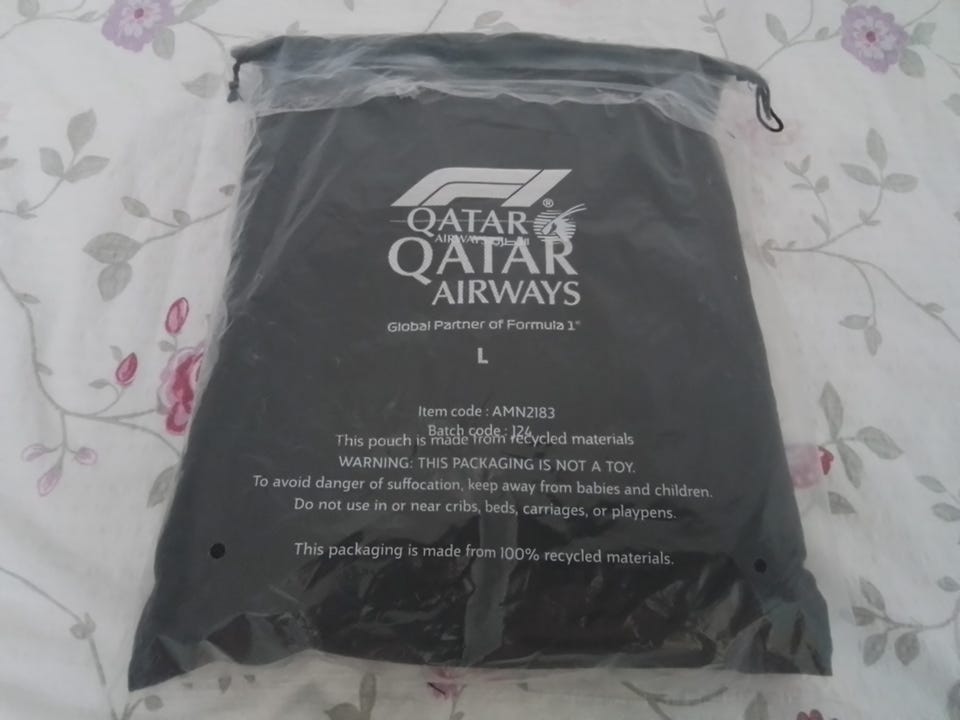 F1
®
QATAR
AIRWAYS القطرية
QATAR
AIRWAYS
Global Partner of Formula 1®
L
Item code : AMN2183
Batch code : J24
This pouch is made from recycled materials
WARNING: THIS PACKAGING IS NOT A TOY.
To avoid danger of suffocation, keep away from babies and children.
Do not use in or near cribs, beds, carriages, or playpens.
This packaging is made from 100% recycled materials.